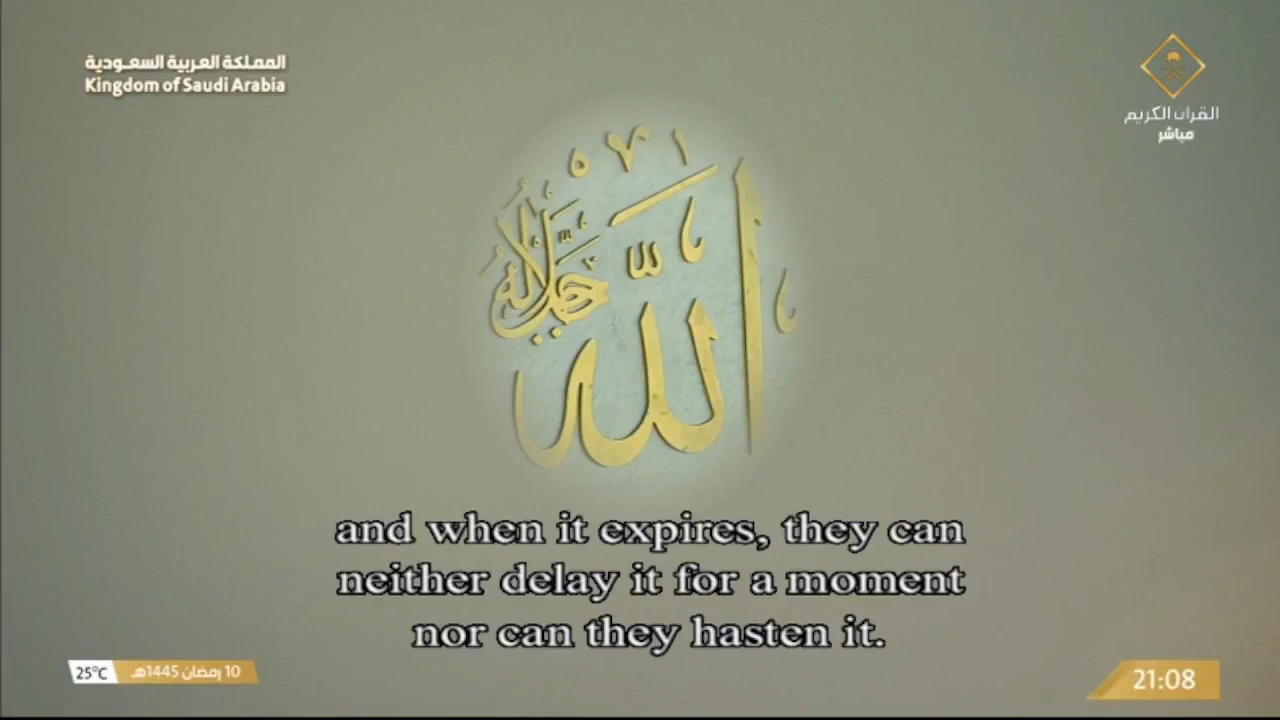 المملكة العربية السعودية
Kingdom of Saudi Arabia
القرآن الكريم
مباشر
الله
جل جلاله
and when it expires, they can
neither delay it for a moment
nor can they hasten it.
25°C
10 رمضان 1445هـ
21:08